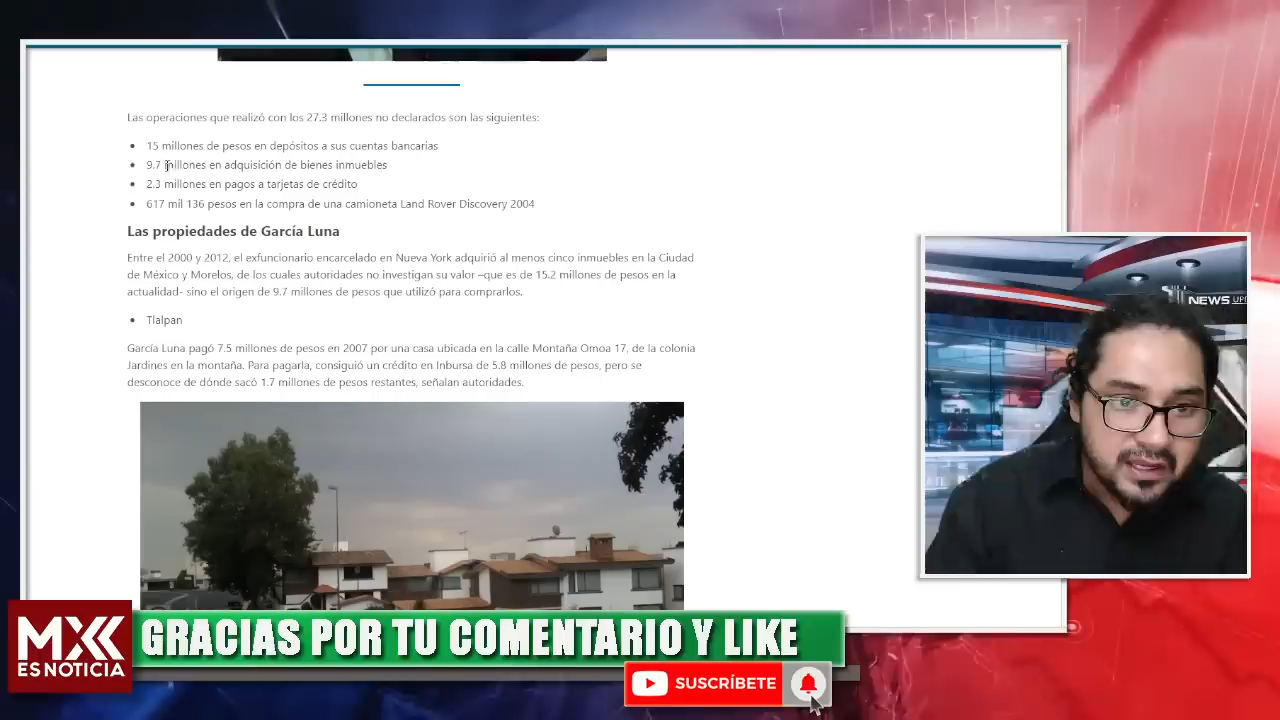 Las operaciones que realizó con los 27.3 millones no declarados son las siguientes:
15 millones de pesos en depósitos a sus cuentas bancarias
9.7 millones en adquisición de bienes inmuebles
2.3 millones en pagos a tarjetas de crédito
617 mil 136 pesos en la compra de una camioneta Land Rover Discovery 2004
Las propiedades de García Luna
Entre el 2000 y 2012, el exfuncionario encarcelado en Nueva York adquirió al menos cinco inmuebles en la Ciudad
de México y Morelos, de los cuales autoridades no investigan su valor –que es de 15.2 millones de pesos en la
actualidad- sino el origen de 9.7 millones de pesos que utilizó para comprarlos.
Tlalpan
García Luna pagó 7.5 millones de pesos en 2007 por una casa ubicada en la calle Montaña Omoa 17, de la colonia
Jardines en la montaña. Para pagarla, consiguió un crédito en Inbursa de 5.8 millones de pesos, pero se
desconoce de dónde sacó 1.7 millones de pesos restantes, señalan autoridades.
NEWS UPD
MX
ES NOTICIA
GRACIAS POR TU COMENTARIO Y LIKE
SUSCRÍBETE